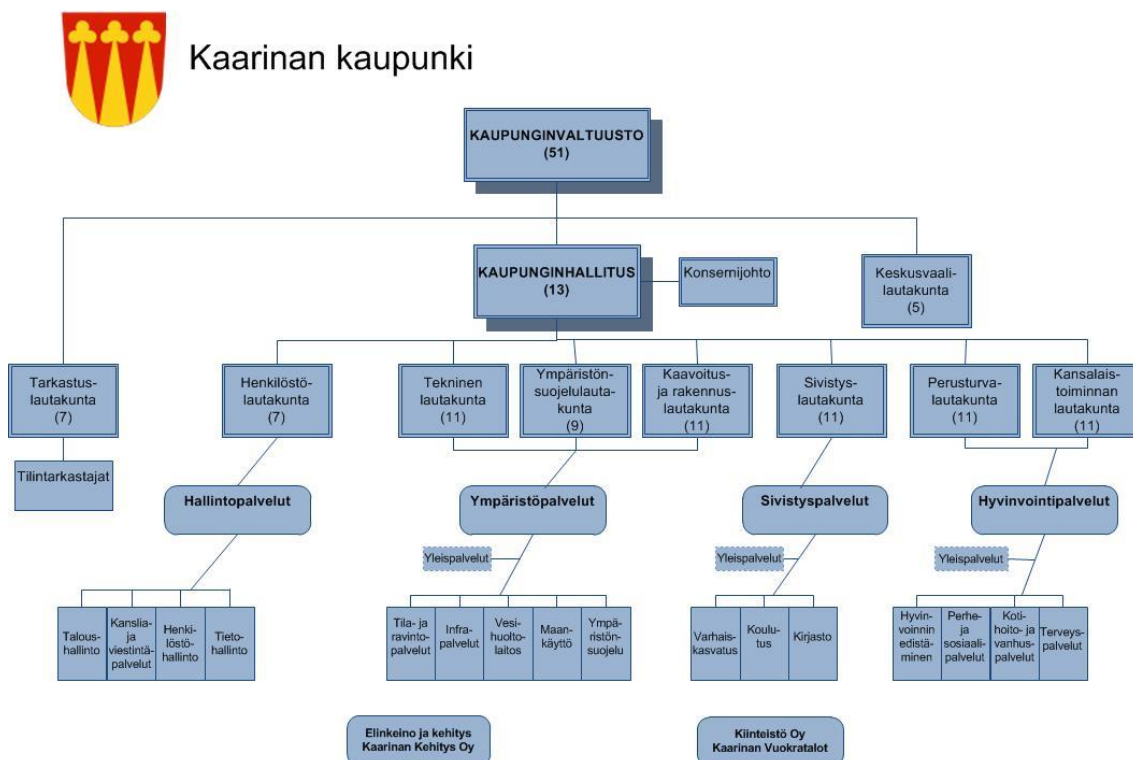 Kaarinan kaupunki
KAUPUNGINVALTUUSTO
(51)
KAUPUNGINHALLITUS
(13)
Konsernijohto
Keskusvaali-
lautakunta
(5)
Tarkastus-
lautakunta
(7)
Henkilöstö-
lautakunta
(7)
Tekninen
lautakunta
(11)
Ympäristön-
suojelulauta-
kunta
(9)
Kaavoitus-
ja rakennus-
lautakunta
(11)
Sivistys-
lautakunta
(11)
Perusturva-
lautakunta
(11)
Kansalais-
toiminnan
lautakunta
(11)
Tilintarkastajat
Hallintopalvelut
Ympäristöpalvelut
Sivistyspalvelut
Hyvinvointipalvelut
Yleispalvelut
Yleispalvelut
Yleispalvelut
Talous-
hallinto
Kanslia-
ja
viestintä-
palvelut
Henki-
löstö-
hallinto
Tieto-
hallinto
Tila- ja
ravinto-
palvelut
Infra-
palvelut
Vesi-
huolto-
laitos
Maan-
käyttö
Ympä-
ristön-
suojelu
Varhais-
kasvatus
Koulu-
tus
Kirjasto
Hyvin-
voinnin
edistä-
minen
Perhe-
ja
sosiaali-
palvelut
Koti-
hoito- ja
vanhus-
palvelut
Terveys-
palvelut
Elinkeino ja kehitys
Kaarinan Kehitys Oy
Kiinteistö Oy
Kaarinan Vuokratalot